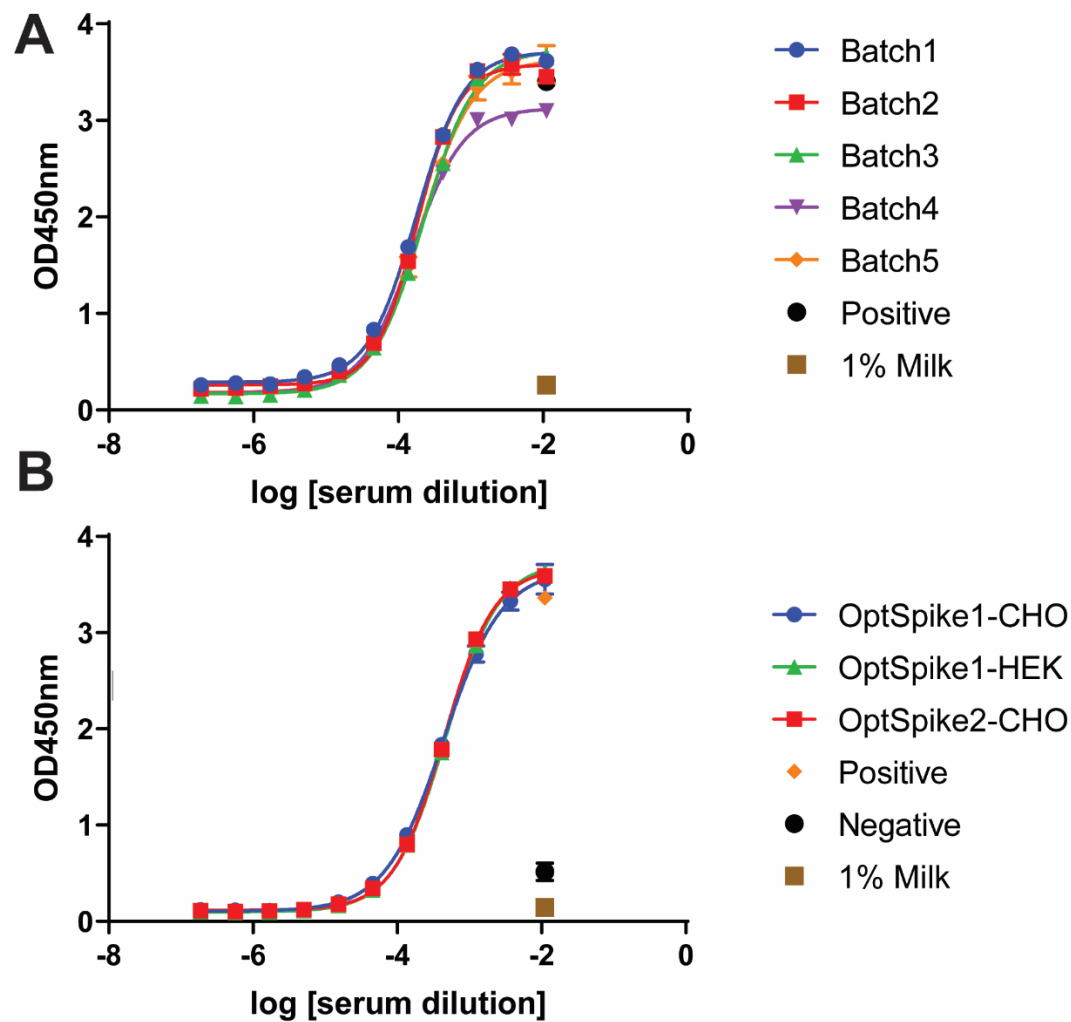 A
4
3
2
1
0
OD450nm
-8
-6
-4
-2
0
log [serum dilution]
Batch1
Batch2
Batch3
Batch4
Batch5
Positive
1% Milk
B
4
3
2
1
0
OD450nm
-8
-6
-4
-2
0
log [serum dilution]
OptSpike1-CHO
OptSpike1-HEK
OptSpike2-CHO
Positive
Negative
1% Milk